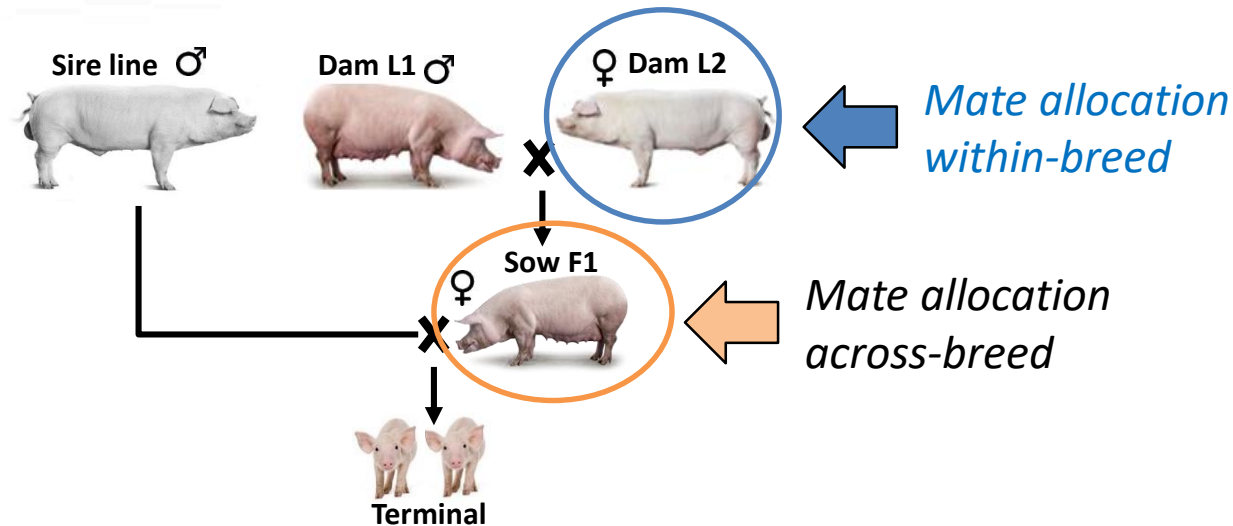 Sire line ♂
Dam L1 ♂
♀ Dam L2
Mate allocation
within-breed
X
Sow F1
♀
X
Mate allocation
across-breed
Terminal